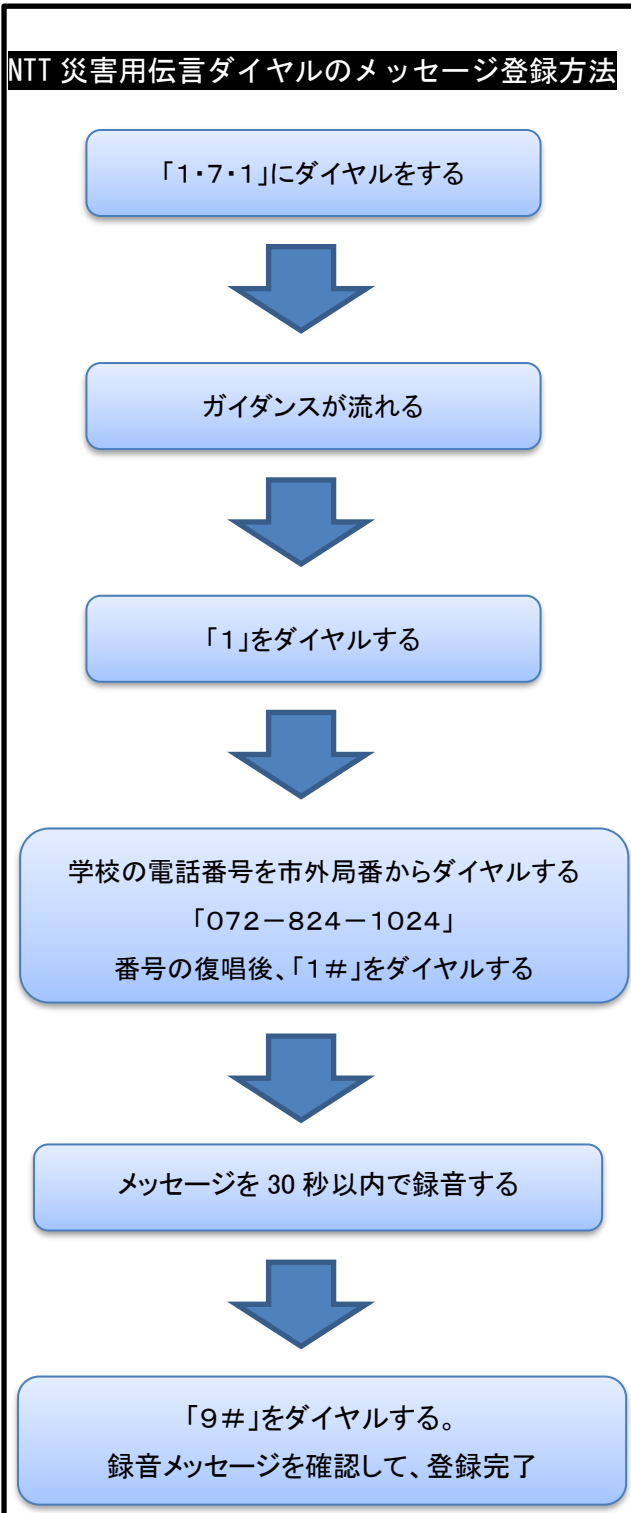 NTT 災害用伝言ダイヤルのメッセージ登録方法
「1・7・1」にダイヤルをする
ガイダンスが流れる
「1」をダイヤルする
学校の電話番号を市外局番からダイヤルする
「072－824－1024」
番号の復唱後、「1＃」をダイヤルする
メッセージを 30 秒以内で録音する
「9＃」をダイヤルする。
録音メッセージを確認して、登録完了